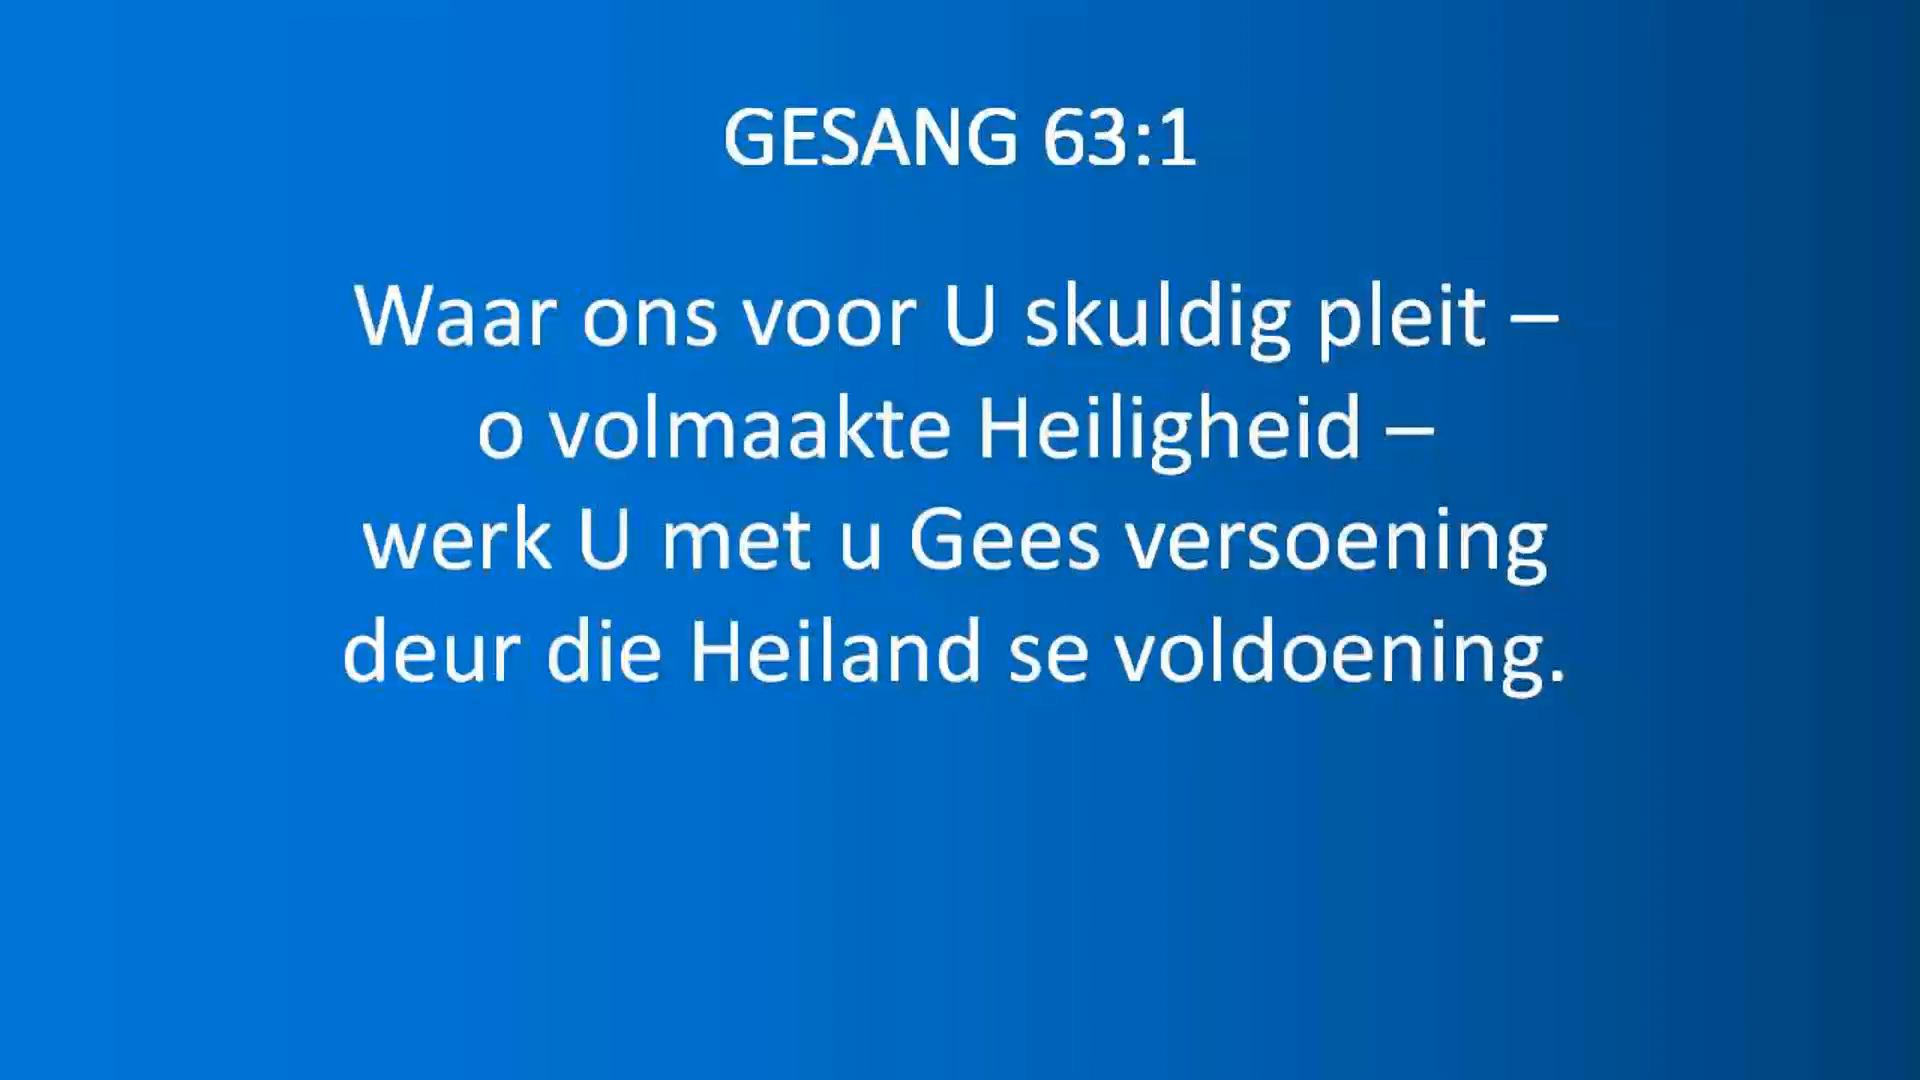 GESANG 63:1
Waar ons voor U skuldig pleit –
o volmaakte Heiligheid –
werk U met u Gees versoening
deur die Heiland se voldoening.